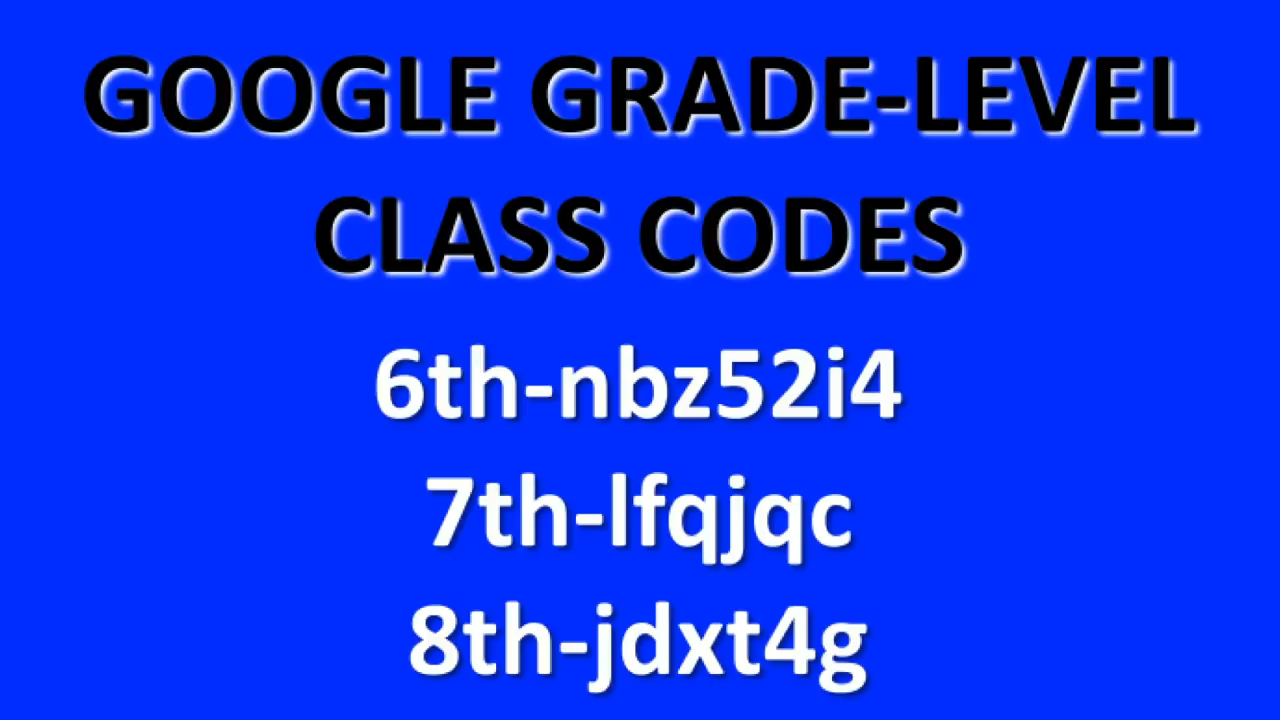 GOOGLE GRADE-LEVEL
CLASS CODES
6th-nbz52i4
7th-lfqjqc
8th-jdxt4g